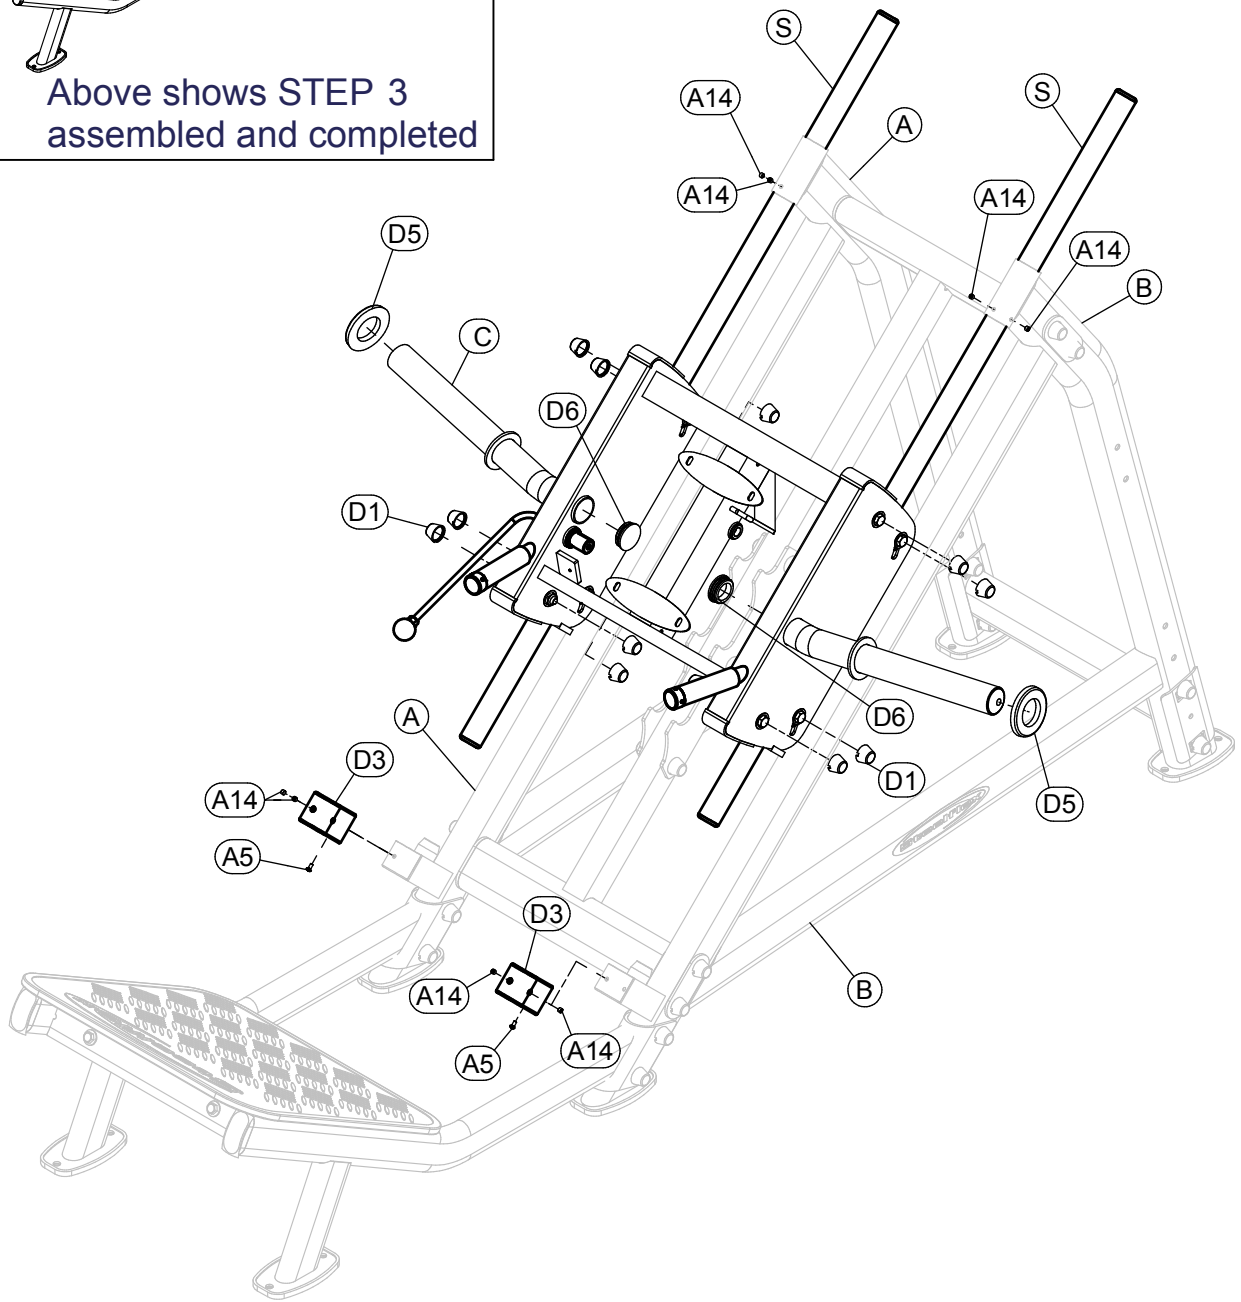 Above shows STEP 3
assembled and completed
S
S
A14
A
A14
A14
D5
A14
B
C
D6
D1
A
D6
D3
D1
A14
D5
A5
D3
A14
B
A5
A14